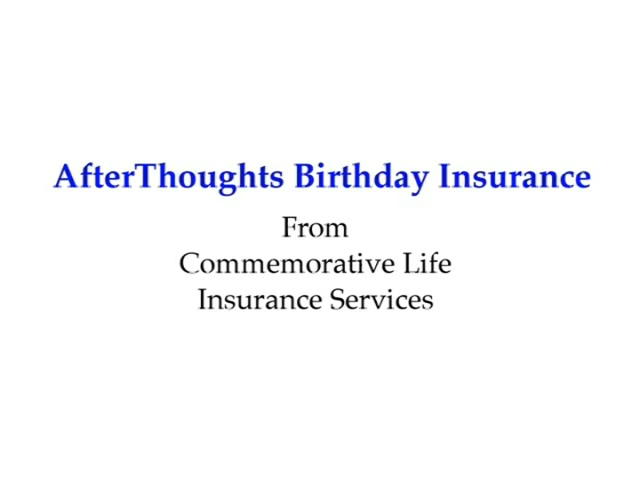 AfterThoughts Birthday Insurance
From
Commemorative Life
Insurance Services